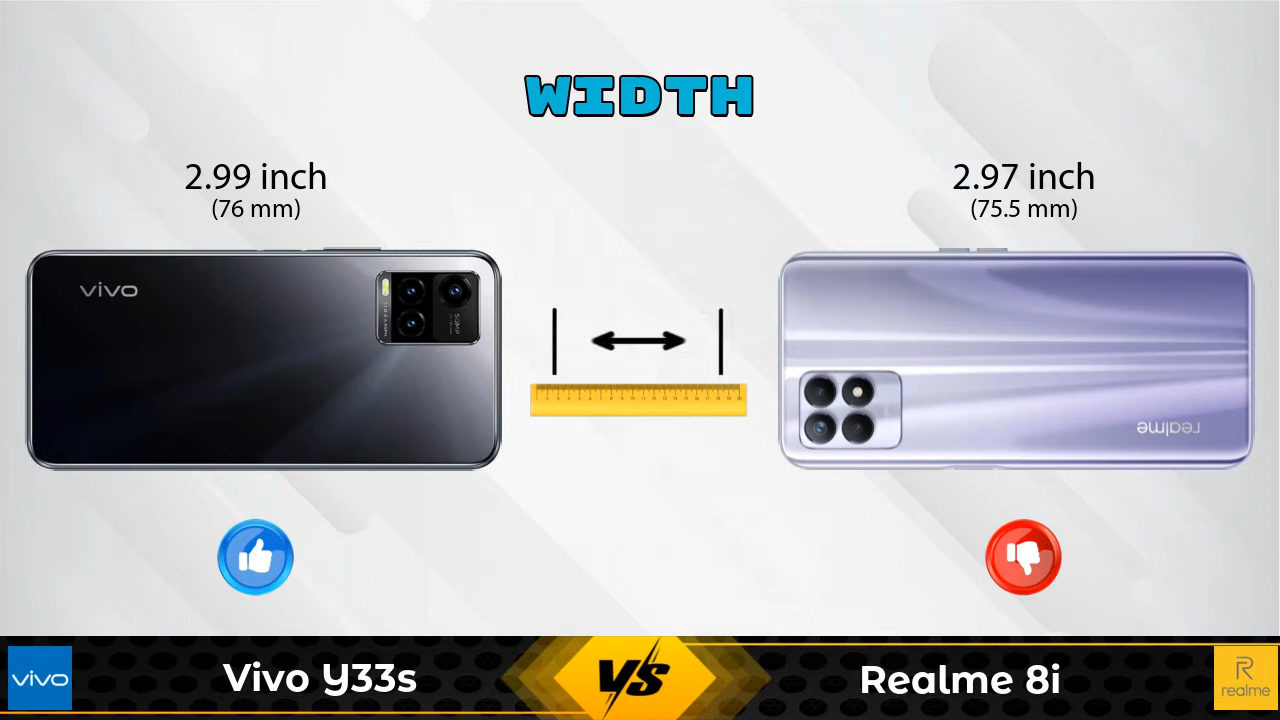 WIDTH
2.99 inch
(76 mm)
2.97 inch
(75.5 mm)
vivo
50MP
realme
vivo
Vivo Y33s
VS
Realme 8i
R
realme